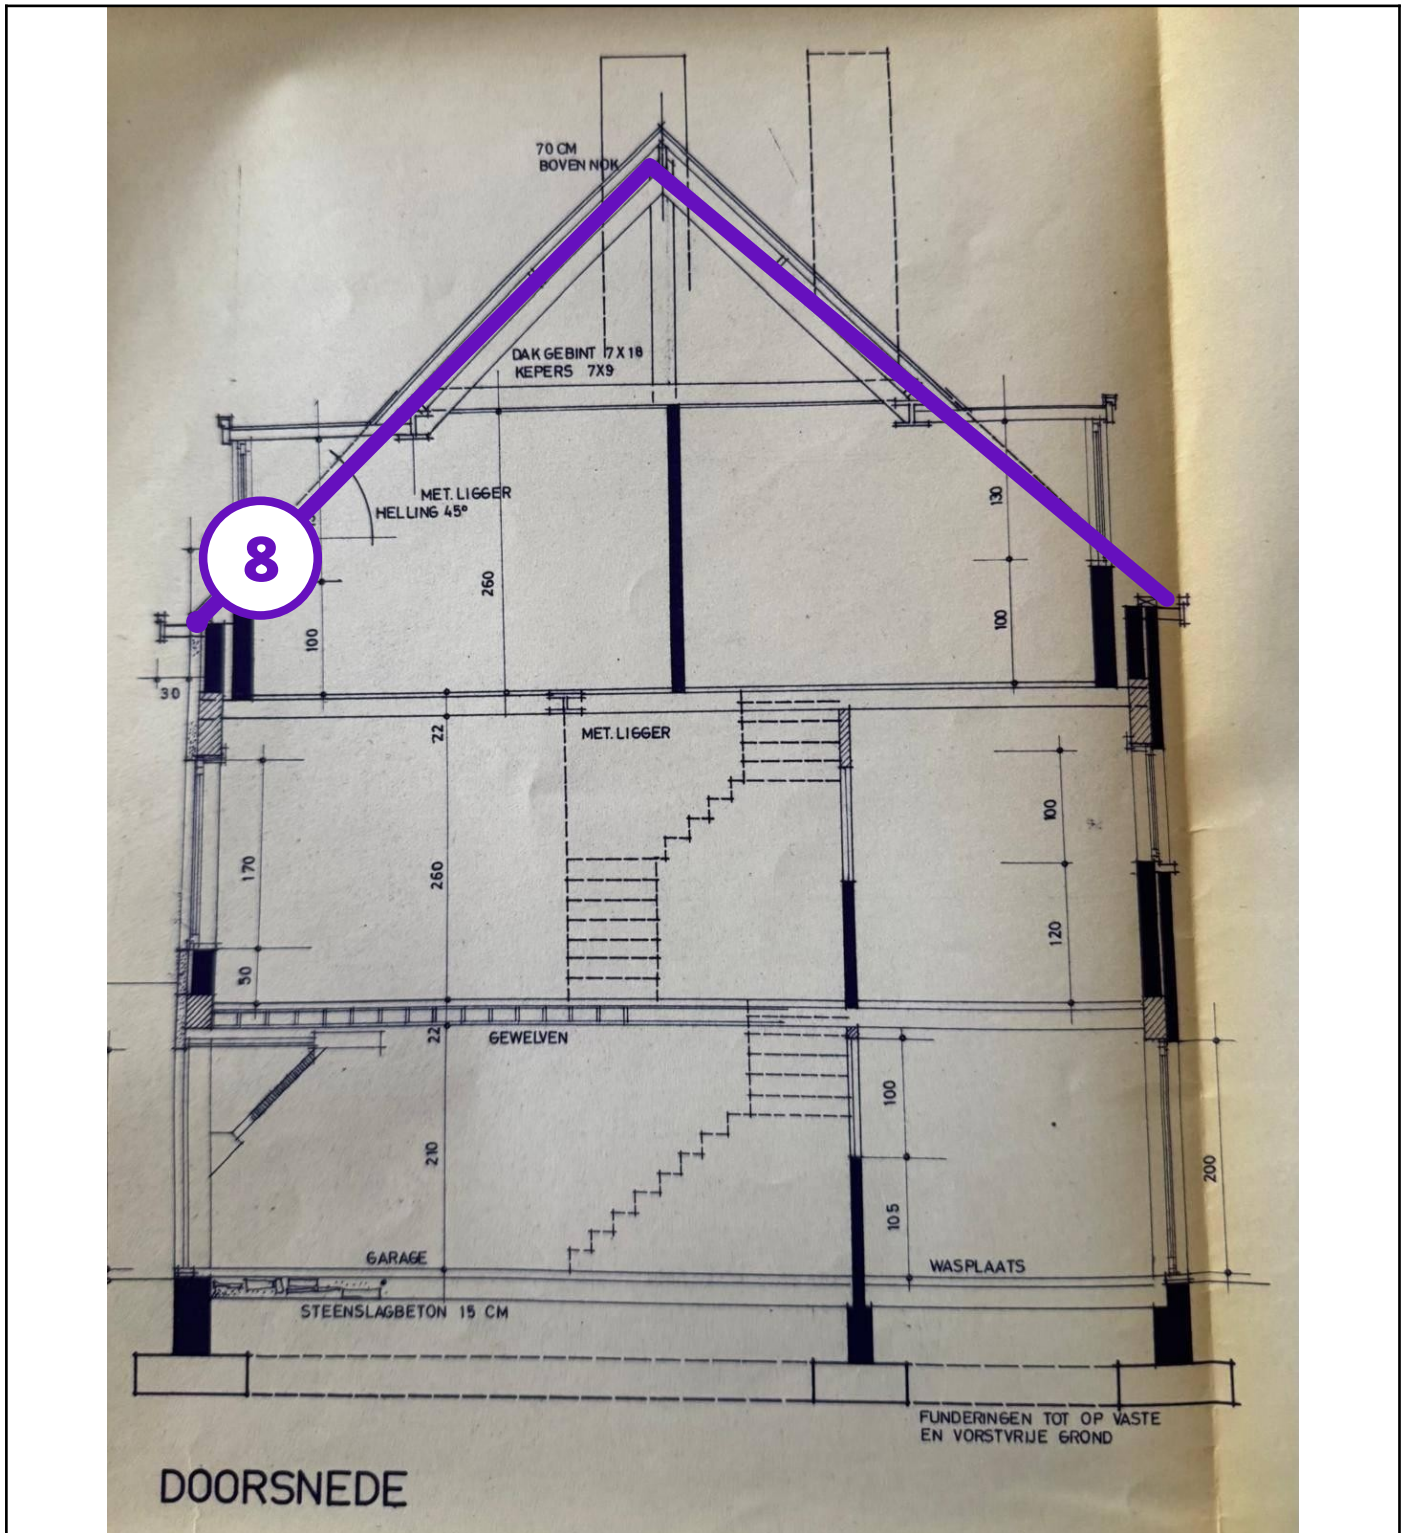 70 CM
BOVEN NOK
DAKGEBINT 7X18
KEPERS 7X9
MET. LIGGER
HELLING 45°
8
260
130
100
100
30
22
MET. LIGGER
170
260
100
50
120
22
GEWELVEN
210
100
105
200
GARAGE
WASPLAATS
STEENSLAGBETON 15 CM
FUNDERINGEN TOT OP VASTE
EN VORSTVRIJE GROND
DOORSNEDE